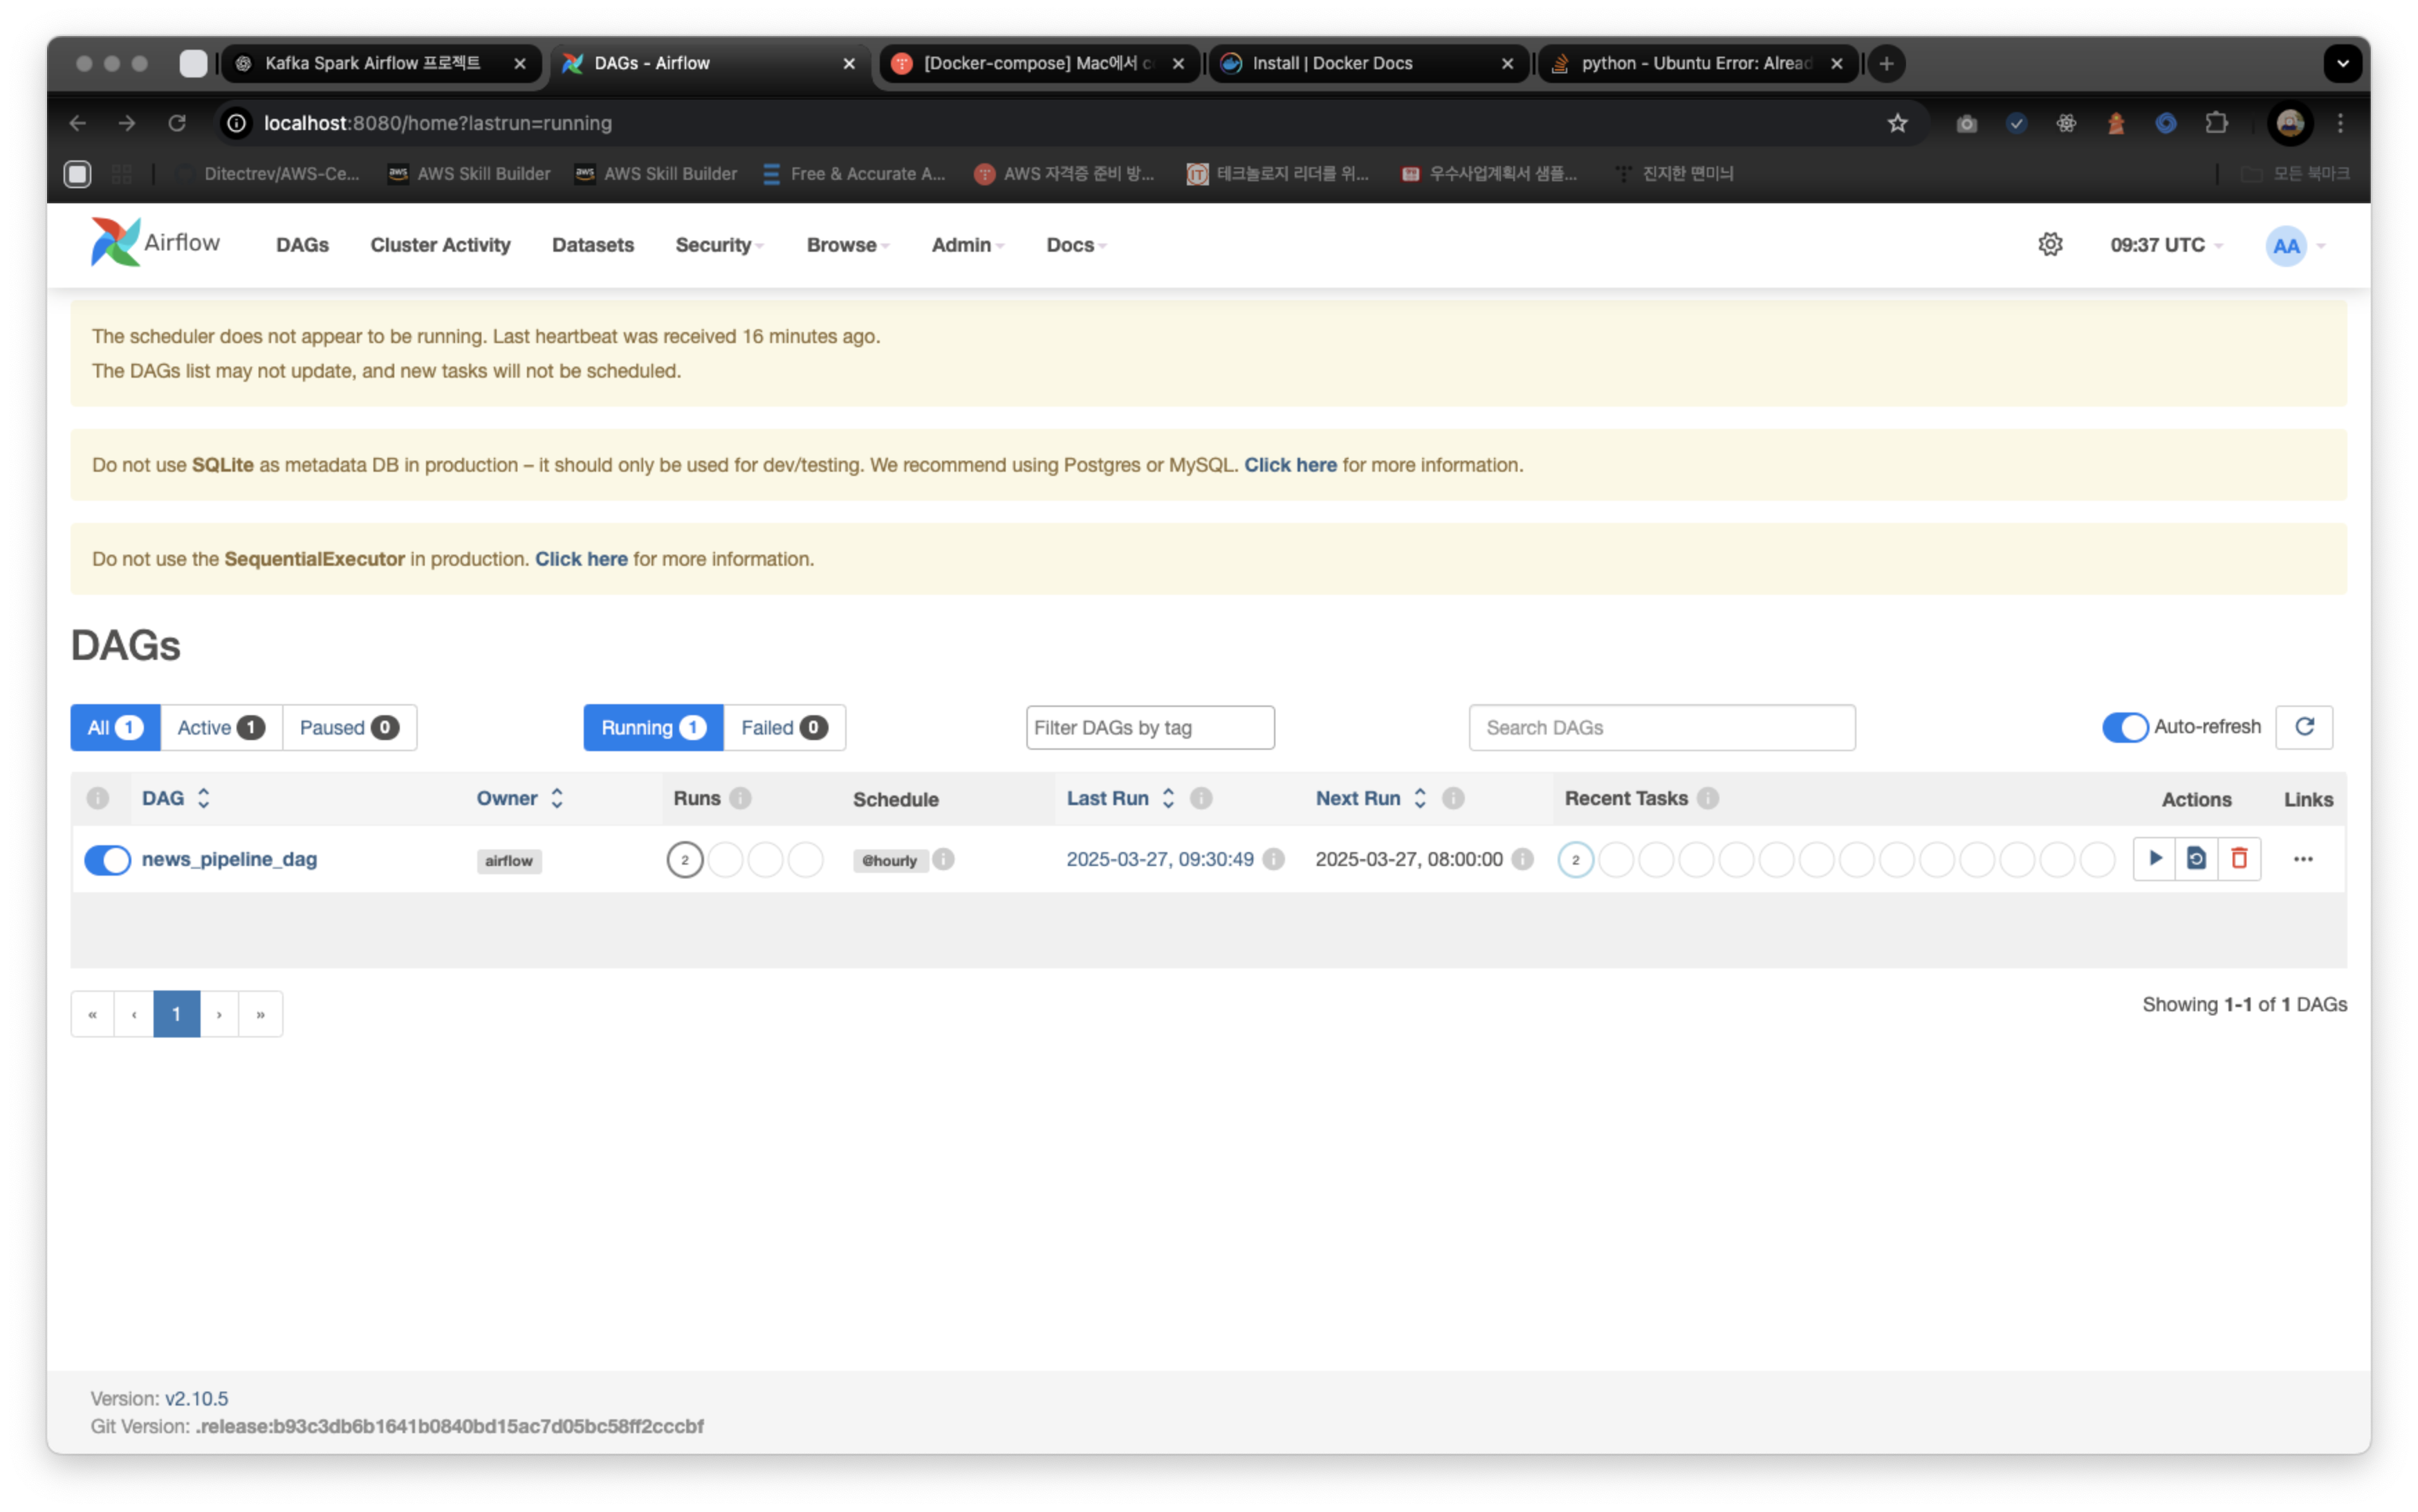 Kafka Spark Airflow 프로젝트
DAGs - Airflow
[Docker-compose] Mac에서 c
Install | Docker Docs
python - Ubuntu Error: Alread
localhost:8080/home?lastrun=running
Ditectrev/AWS-Ce...
AWS Skill Builder
AWS Skill Builder
Free & Accurate A...
AWS 자격증 준비 방...
테크놀로지 리더를 위...
우수사업계획서 샘플...
진지한 면미늬
모든 북마크
Airflow
DAGs
Cluster Activity
Datasets
Security
Browse
Admin
Docs
09:37 UTC
AA
The scheduler does not appear to be running. Last heartbeat was received 16 minutes ago.
The DAGs list may not update, and new tasks will not be scheduled.
Do not use SQLite as metadata DB in production – it should only be used for dev/testing. We recommend using Postgres or MySQL. Click here for more information.
Do not use the SequentialExecutor in production. Click here for more information.
DAGs
All 1
Active 1
Paused 0
Running 1
Failed 0
Filter DAGs by tag
Search DAGs
Auto-refresh
DAG
Owner
Runs
Schedule
Last Run
Next Run
Recent Tasks
Actions
Links
news_pipeline_dag
airflow
2
@hourly
2025-03-27, 09:30:49
2025-03-27, 08:00:00
2
« ‹ 1 › »
Showing 1-1 of 1 DAGs
Version: v2.10.5
Git Version: .release:b93c3db6b1641b0840bd15ac7d05bc58ff2cccbf